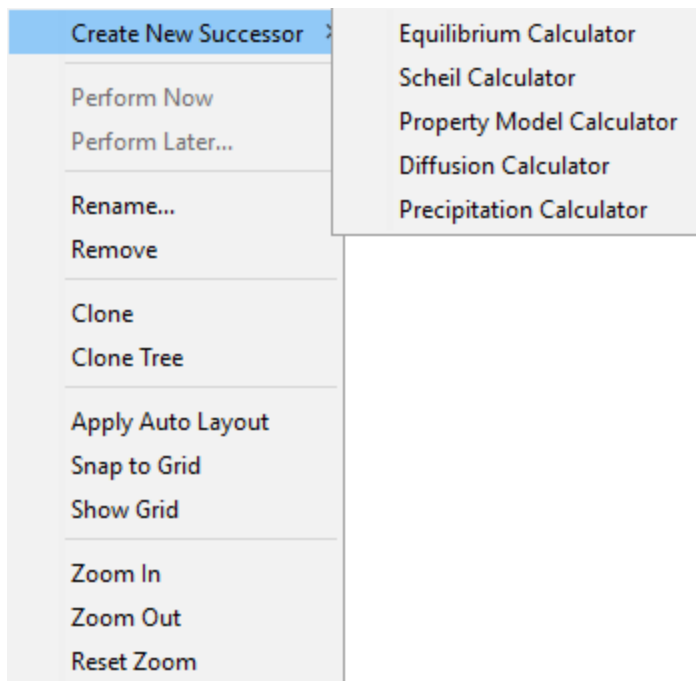 Create New Successor >
Equilibrium Calculator
Scheil Calculator
Property Model Calculator
Diffusion Calculator
Precipitation Calculator
Perform Now
Perform Later...
Rename...
Remove
Clone
Clone Tree
Apply Auto Layout
Snap to Grid
Show Grid
Zoom In
Zoom Out
Reset Zoom